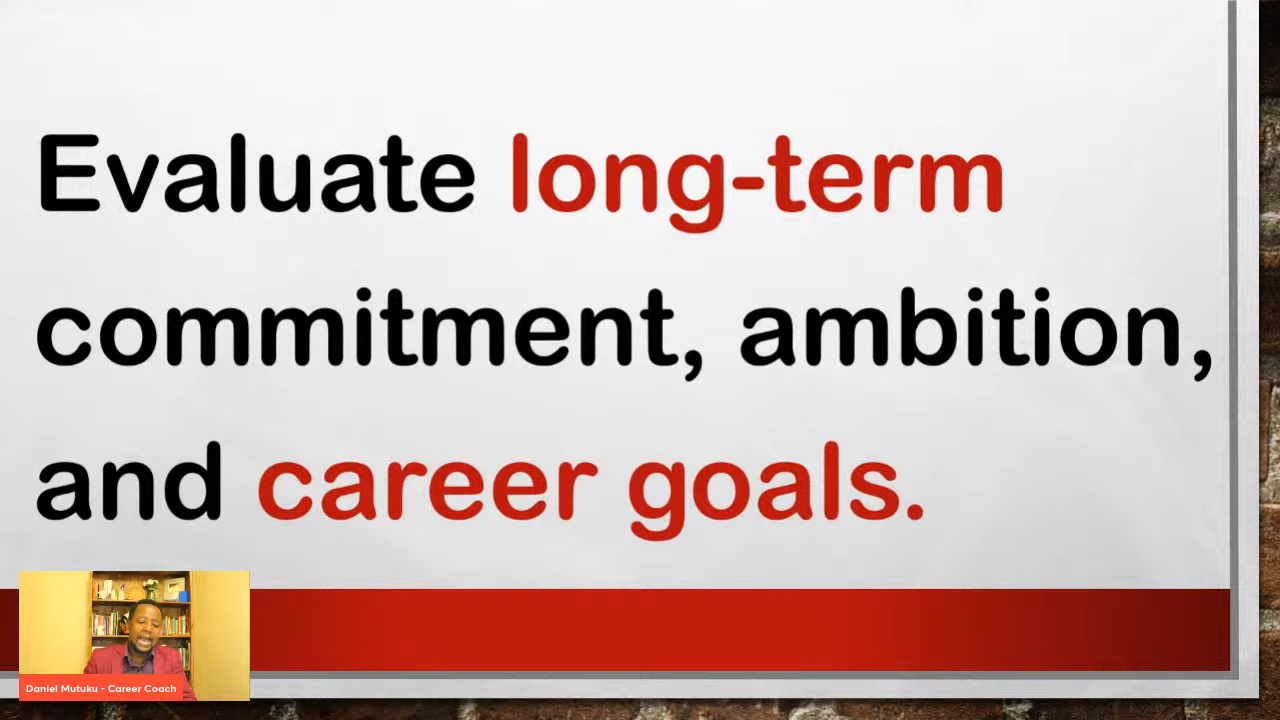 Evaluate long-term
commitment, ambition,
and career goals.
Daniel Mutuku - Career Coach